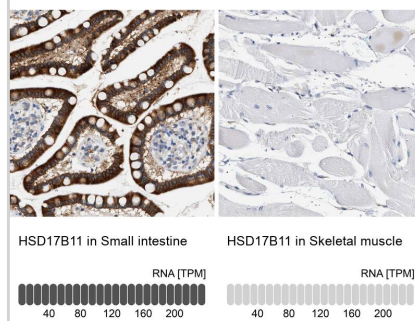 HSD17B11 in Small intestine
RNA [TPM]
40 80 120 160 200
HSD17B11 in Skeletal muscle
RNA [TPM]
40 80 120 160 200